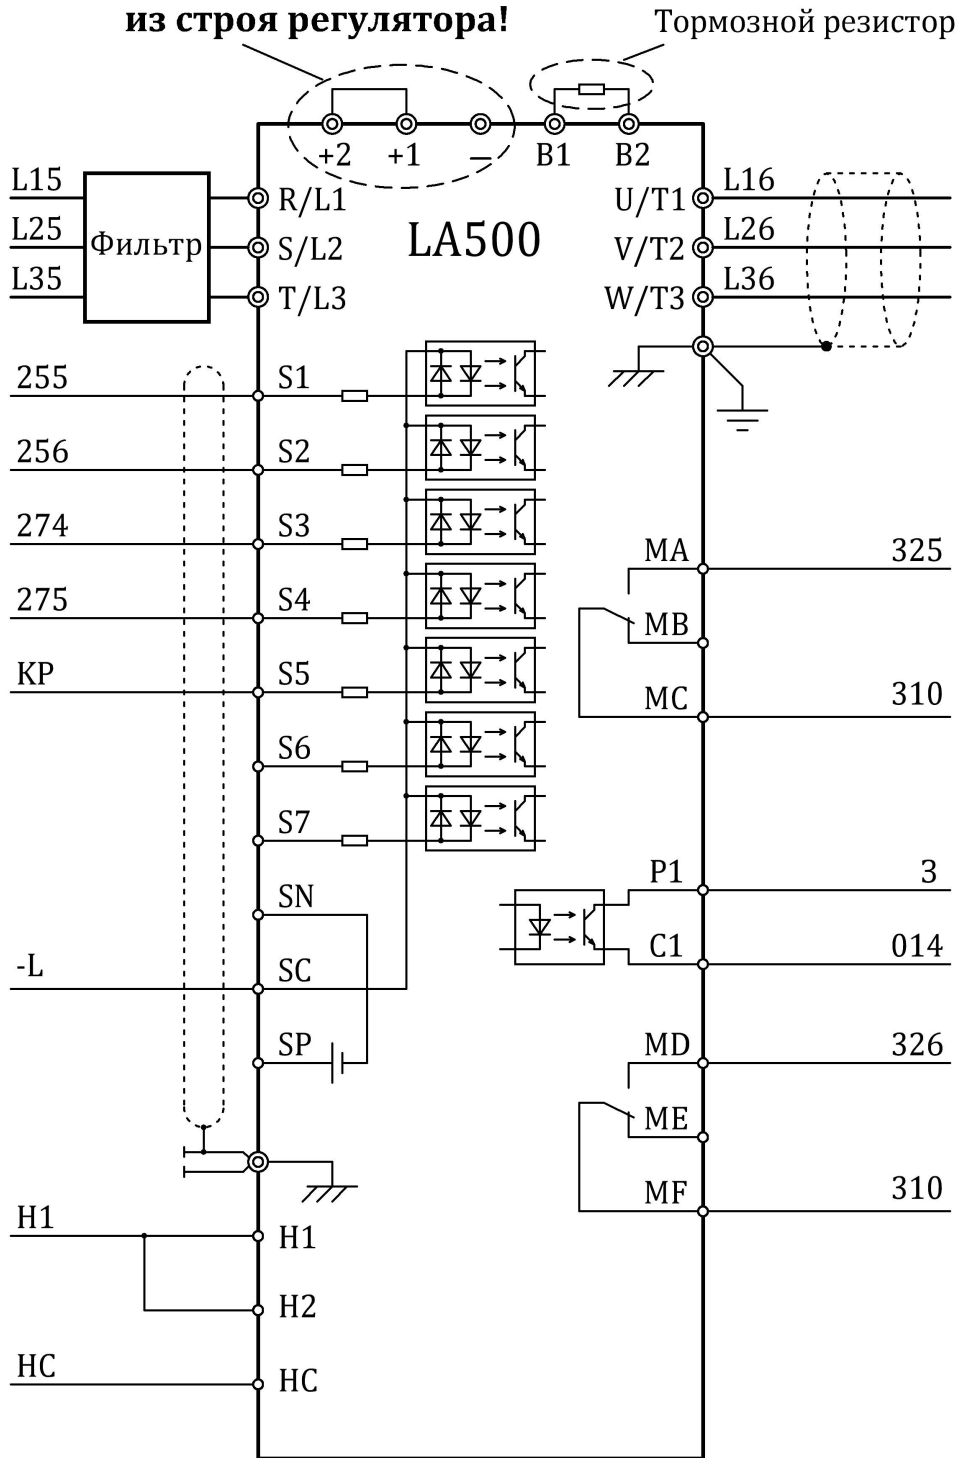 из строя регулятора!
Тормозной резистор
+2 +1 — B1 B2
L15 R/L1 U/T1 L16
L25 Фильтр S/L2 LA500 V/T2 L26
L35 T/L3 W/T3 L36
255 S1
256 S2
274 S3
MA 325
275 S4
MB
КР S5
MC 310
S6
S7
P1 3
SN
C1 014
-L SC
SP MD 326
ME
MF 310
H1 H1
H2
HC HC